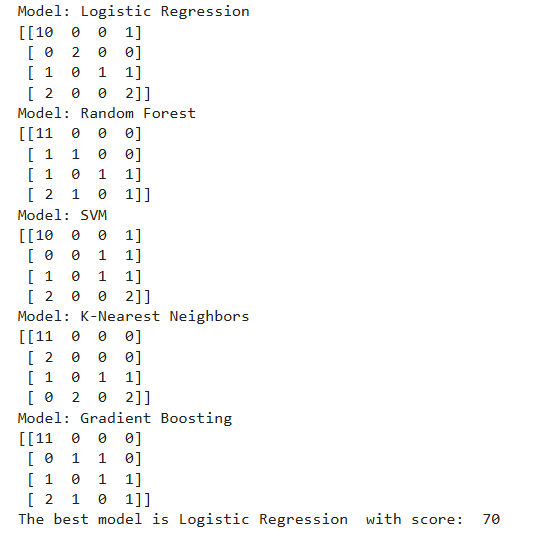 Model: Logistic Regression
[[10  0  0  1]
 [ 0  2  0  0]
 [ 1  0  1  1]
 [ 2  0  0  2]]
Model: Random Forest
[[11  0  0  0]
 [ 1  1  0  0]
 [ 1  0  1  1]
 [ 2  1  0  1]]
Model: SVM
[[10  0  0  1]
 [ 0  0  1  1]
 [ 1  0  1  1]
 [ 2  0  0  2]]
Model: K-Nearest Neighbors
[[11  0  0  0]
 [ 2  0  0  0]
 [ 1  0  1  1]
 [ 0  2  0  2]]
Model: Gradient Boosting
[[11  0  0  0]
 [ 0  1  1  0]
 [ 1  0  1  1]
 [ 2  1  0  1]]
The best model is Logistic Regression  with score:  70